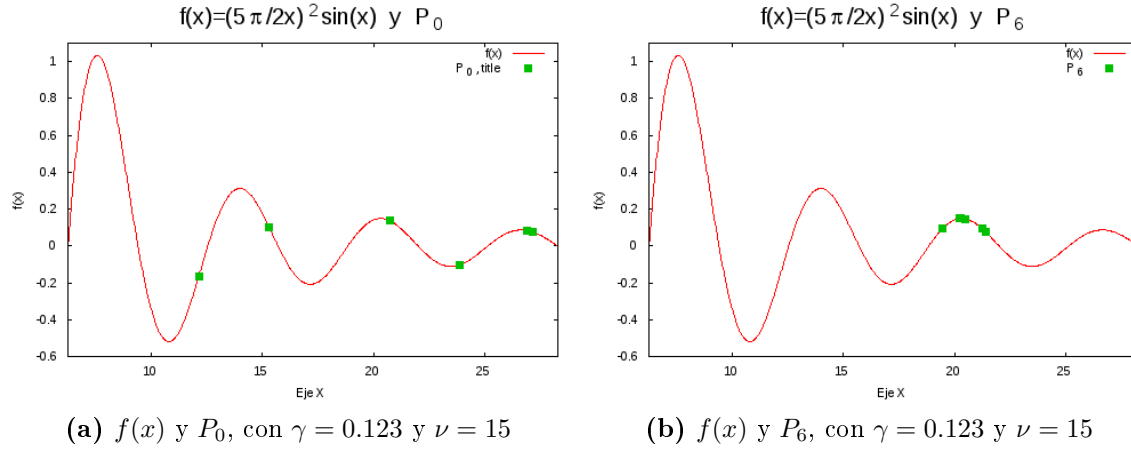 f(x)=(5π/2x)²sin(x) y P₀
f(x)
P₀,title
1
0.8
0.6
0.4
0.2
0
-0.2
-0.4
-0.6
f(x)
10
15
20
25
Eje X
(a) f(x) y P₀, con γ = 0.123 y ν = 15
f(x)=(5π/2x)²sin(x) y P₆
f(x)
P₆
1
0.8
0.6
0.4
0.2
0
-0.2
-0.4
-0.6
f(x)
10
15
20
25
Eje X
(b) f(x) y P₆, con γ = 0.123 y ν = 15